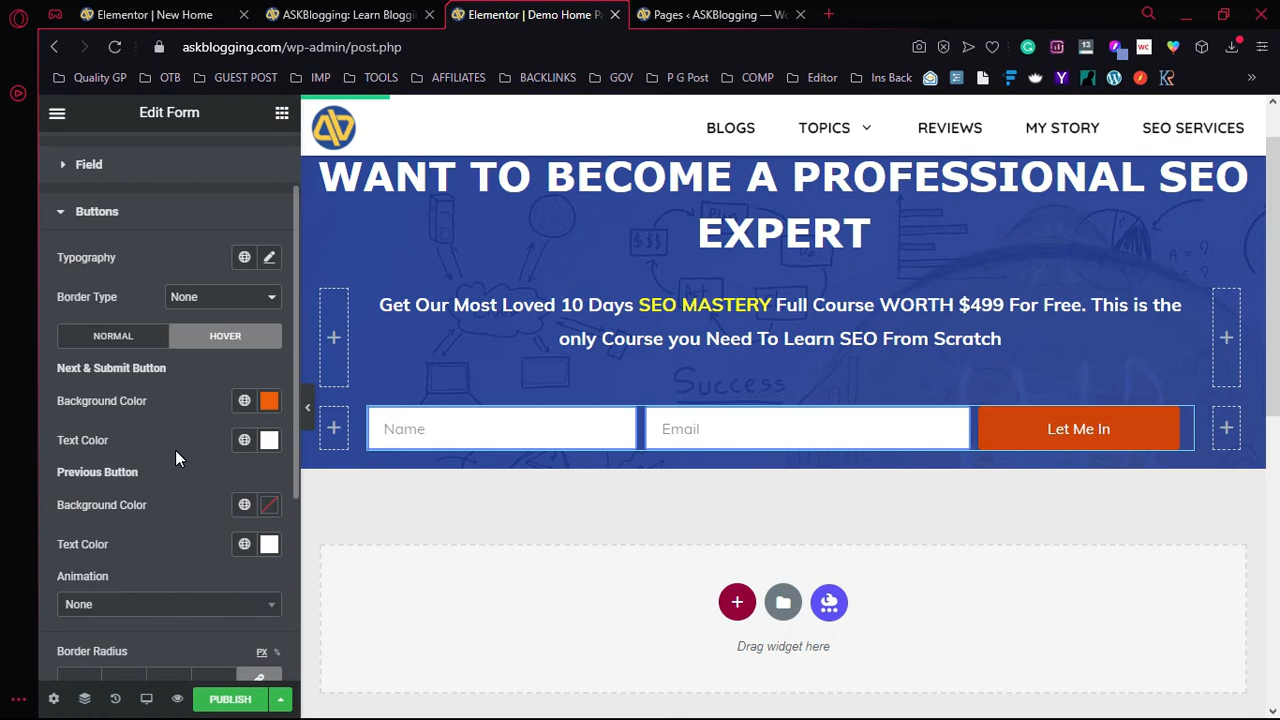 Elementor | New Home
ASKBlogging: Learn Bloggi
Elementor | Demo Home P
Pages ‹ ASKBlogging — W
askblogging.com/wp-admin/post.php
13
WC
Quality GP
OTB
GUEST POST
IMP
TOOLS
AFFILIATES
BACKLINKS
GOV
P G Post
COMP
Editor
Ins Back
Edit Form
Field
Buttons
Typography
Border Type
None
NORMAL
HOVER
Next & Submit Button
Background Color
Text Color
Previous Button
Background Color
Text Color
Animation
None
Border Radius
PX
%
PUBLISH
BLOGS
TOPICS
REVIEWS
MY STORY
SEO SERVICES
WANT TO BECOME A PROFESSIONAL SEO
EXPERT
Get Our Most Loved 10 Days SEO MASTERY Full Course WORTH $499 For Free. This is the
only Course you Need To Learn SEO From Scratch
Success
Name
Email
Let Me In
Drag widget here